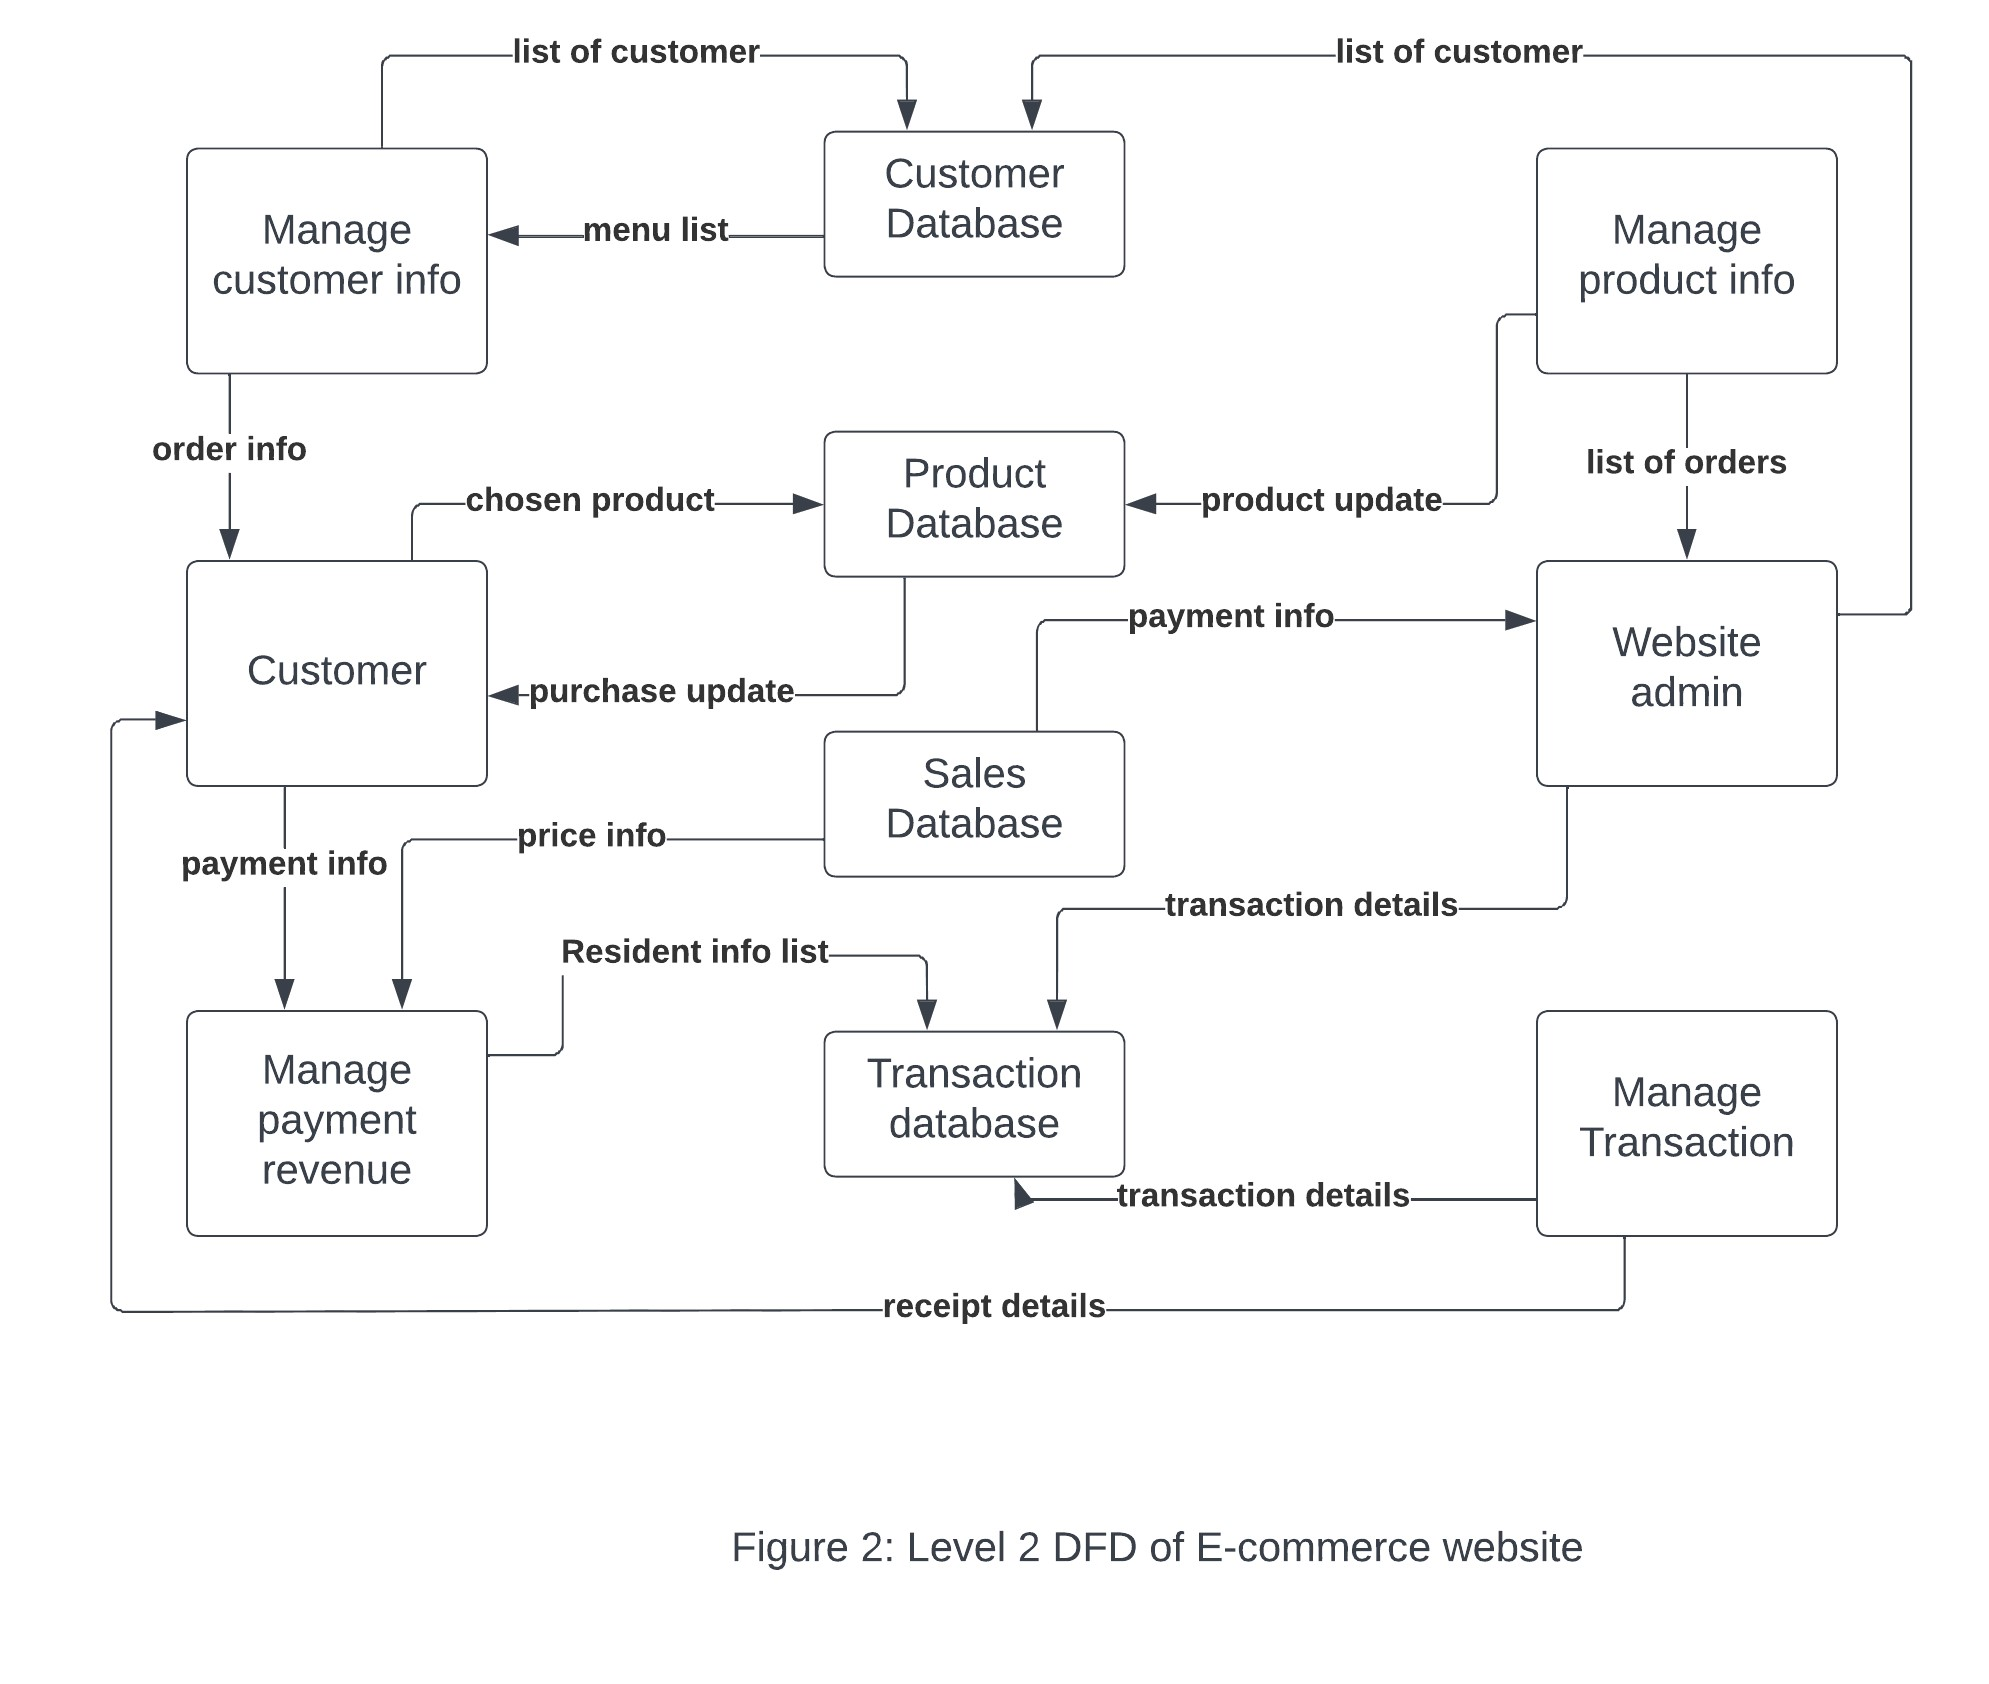 list of customer
list of customer
Customer
Database
Manage
customer info
menu list
Manage
product info
order info
list of orders
Product
Database
chosen product
product update
payment info
Customer
Website
admin
purchase update
Sales
Database
price info
payment info
transaction details
Resident info list
Manage
payment
revenue
Transaction
database
Manage
Transaction
transaction details
receipt details
Figure 2: Level 2 DFD of E-commerce website